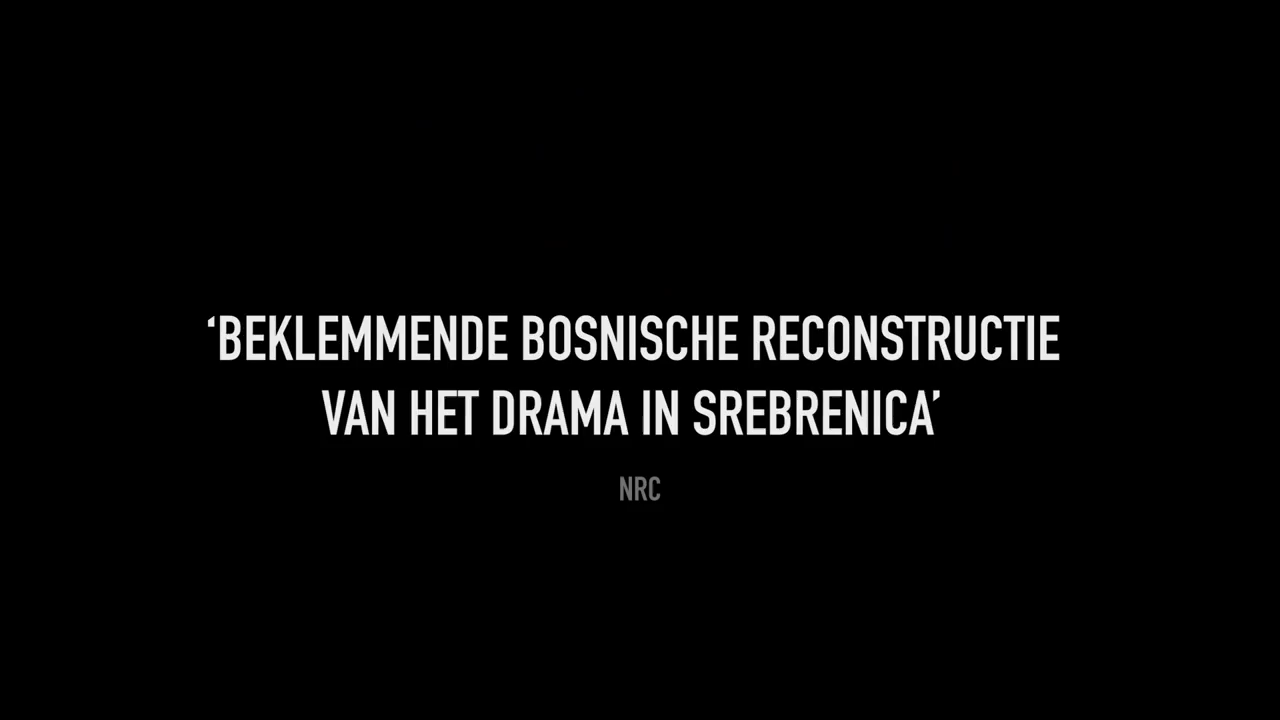 ‘BEKLEMMENDE BOSNISCHE RECONSTRUCTIE
VAN HET DRAMA IN SREBRENICA’
NRC